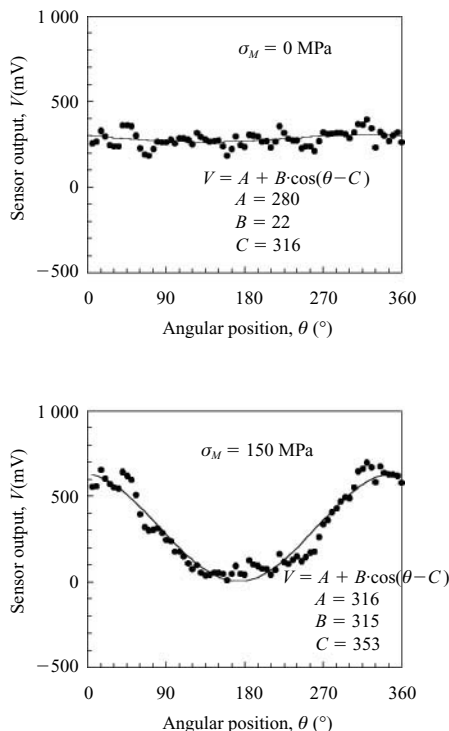 1 000
σ_M = 0 MPa
500
Sensor output, V(mV)
0
V = A + B·cos(θ−C)
A = 280
B = 22
C = 316
−500
0 90 180 270 360
Angular position, θ (°)
1 000
σ_M = 150 MPa
500
Sensor output, V(mV)
0
V = A + B·cos(θ−C)
A = 316
B = 315
C = 353
−500
0 90 180 270 360
Angular position, θ (°)